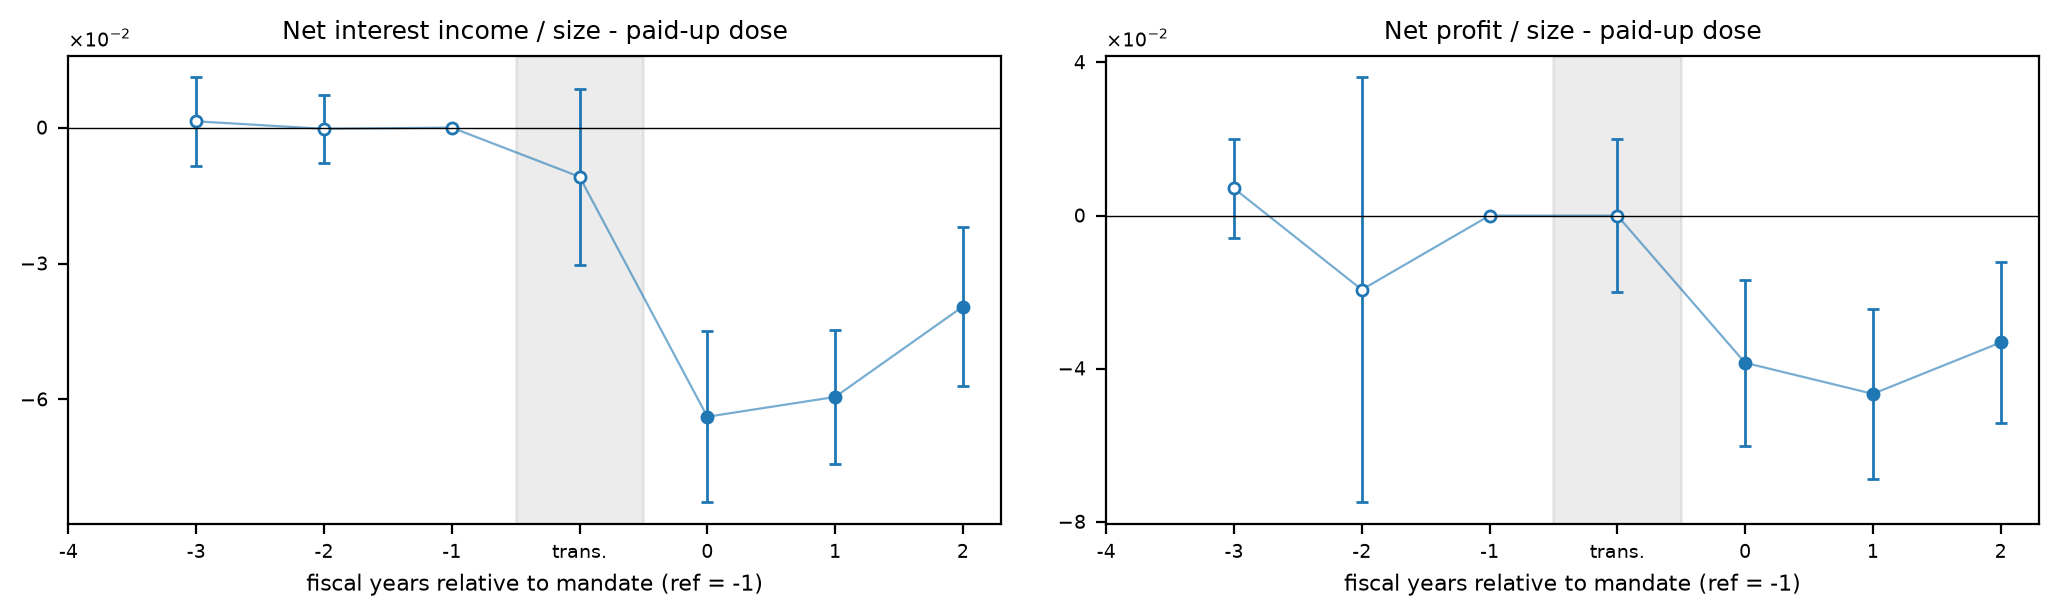 Net interest income / size - paid-up dose
×10⁻²
0
−3
−6
-4 -3 -2 -1 trans. 0 1 2
fiscal years relative to mandate (ref = -1)
Net profit / size - paid-up dose
×10⁻²
4
0
−4
−8
-4 -3 -2 -1 trans. 0 1 2
fiscal years relative to mandate (ref = -1)